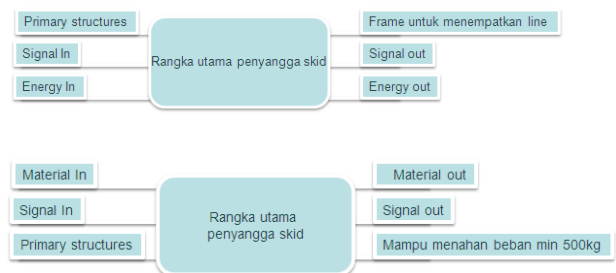 Primary structures
Signal In
Energy In
Rangka utama penyangga skid
Frame untuk menempatkan line
Signal out
Energy out
Material In
Signal In
Primary structures
Rangka utama
penyangga skid
Material out
Signal out
Mampu menahan beban min 500kg